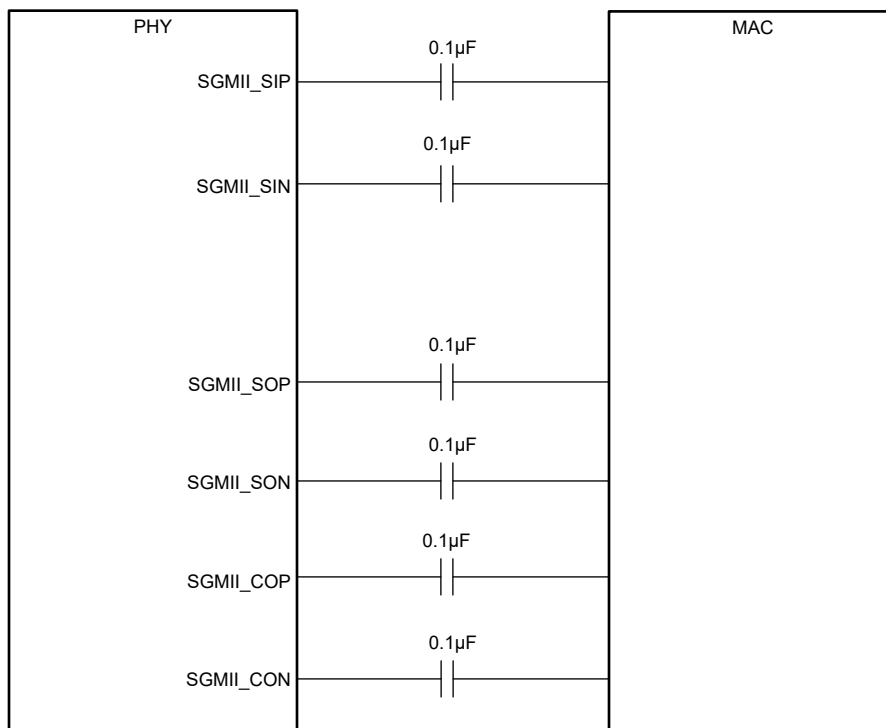 PHY
MAC
0.1µF
SGMII_SIP
0.1µF
SGMII_SIN
0.1µF
SGMII_SOP
0.1µF
SGMII_SON
0.1µF
SGMII_COP
0.1µF
SGMII_CON